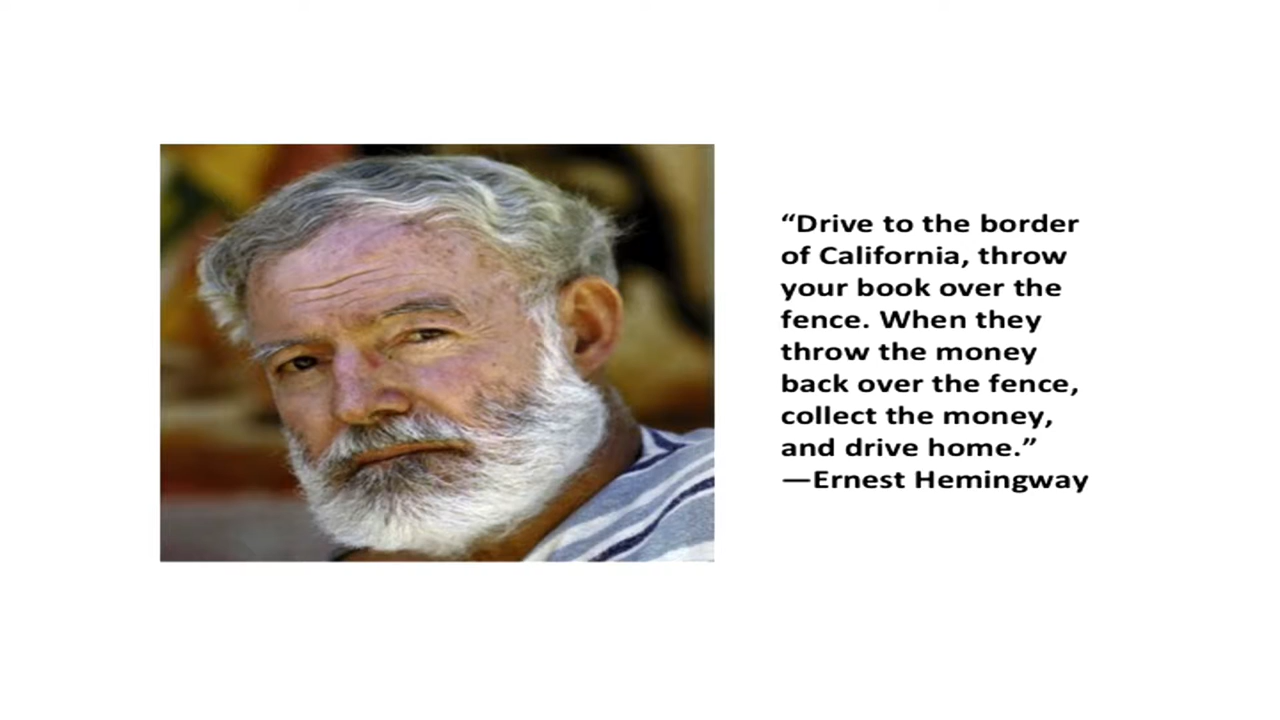 “Drive to the border
of California, throw
your book over the
fence. When they
throw the money
back over the fence,
collect the money,
and drive home.”
—Ernest Hemingway